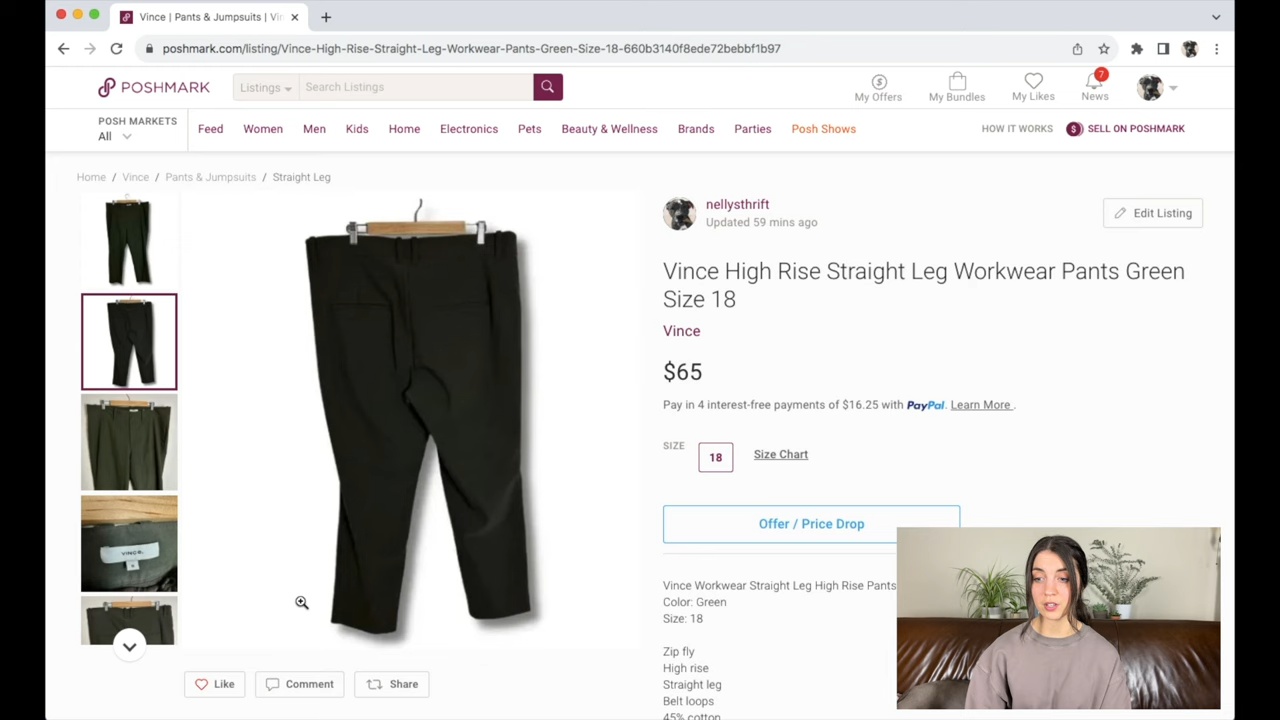 Vince | Pants & Jumpsuits | Vin
poshmark.com/listing/Vince-High-Rise-Straight-Leg-Workwear-Pants-Green-Size-18-660b3140f8ede72bebbf1b97
POSHMARK
Listings
Search Listings
My Offers
My Bundles
My Likes
7
News
POSH MARKETS
All
Feed
Women
Men
Kids
Home
Electronics
Pets
Beauty & Wellness
Brands
Parties
Posh Shows
HOW IT WORKS
$ SELL ON POSHMARK
Home / Vince / Pants & Jumpsuits / Straight Leg
VINCE.
nellysthrift
Updated 59 mins ago
Edit Listing
Vince High Rise Straight Leg Workwear Pants Green
Size 18
Vince
$65
Pay in 4 interest-free payments of $16.25 with PayPal. Learn More .
SIZE
18
Size Chart
Offer / Price Drop
Vince Workwear Straight Leg High Rise Pants
Color: Green
Size: 18
Zip fly
High rise
Straight leg
Belt loops
45% cotton
Like
Comment
Share